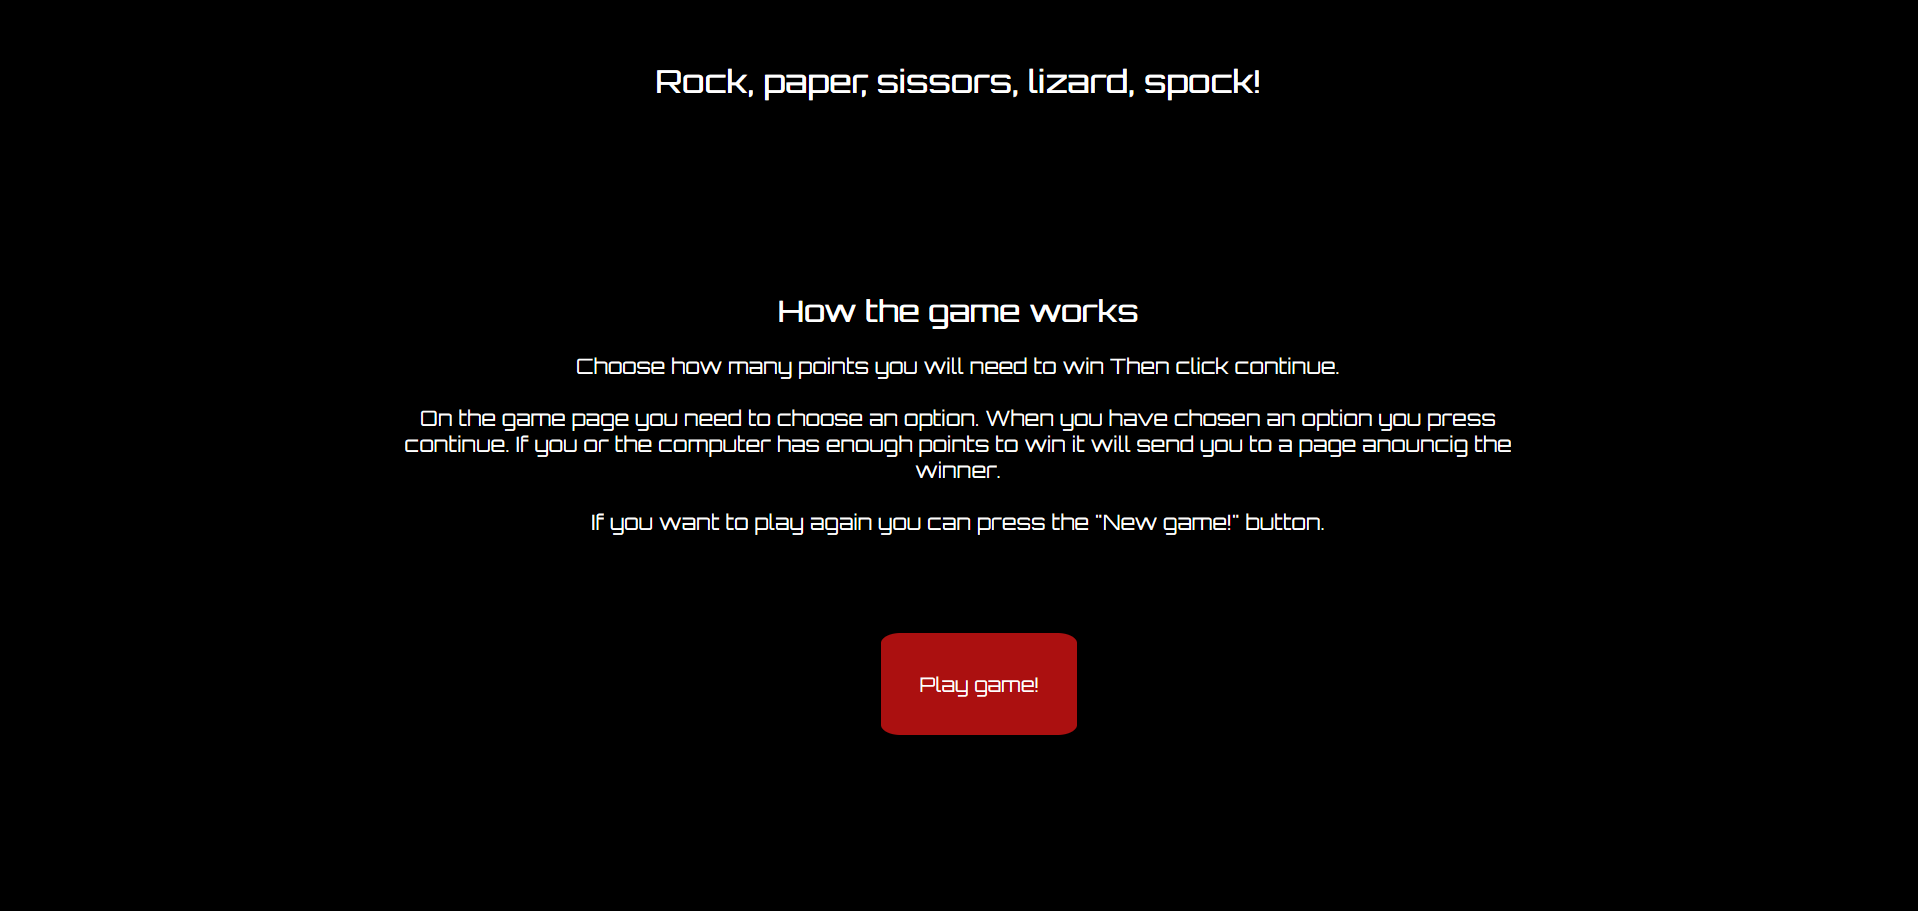 Rock, paper, sissors, lizard, spock!
How the game works
Choose how many points you will need to win Then click continue.
On the game page you need to choose an option. When you have chosen an option you press
continue. If you or the computer has enough points to win it will send you to a page anouncig the
winner.
If you want to play again you can press the "New game!" button.
Play game!